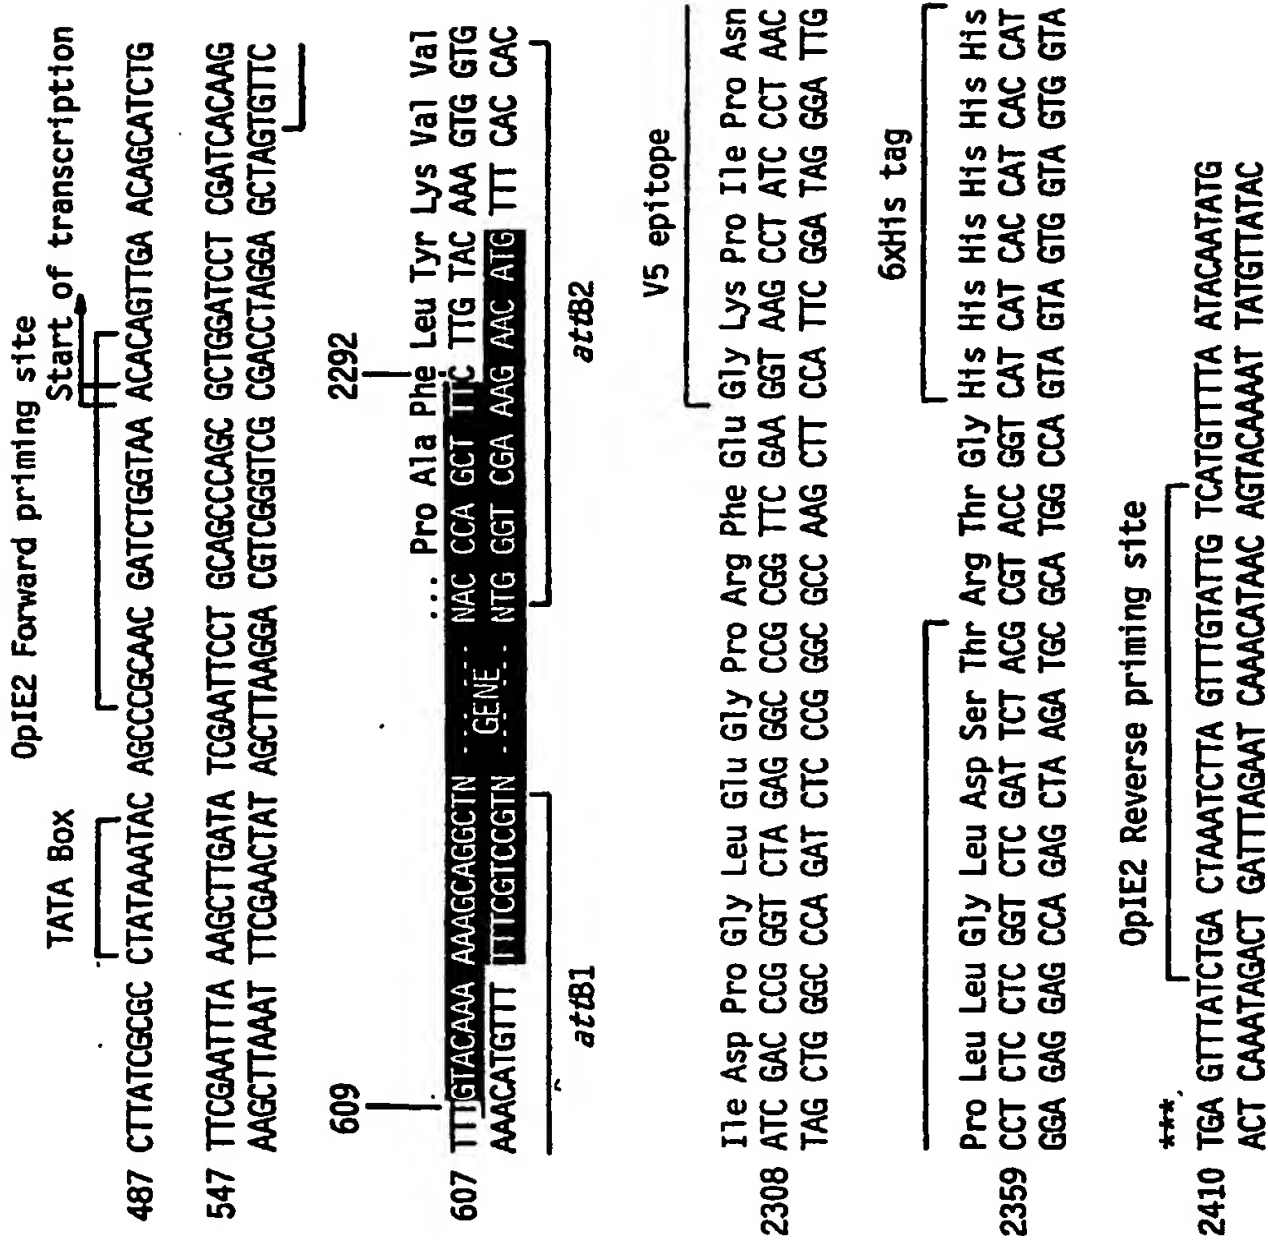 OpIE2 Forward priming site
TATA Box Start of transcription
487 CTTATCGCGC CTATAAATAC AGCCCGCAAC GATCTGGTAA ACACAGTTGA ACAGCATCTG
547 TTCGAATTTA AAGCTTGATA TCGAATTCCT GCAGCCCAGC GCTGGATCCT CGATCACAAG
AAGCTTAAAT TTCGAACTAT AGCTTAAGGA CGTCGGGTCG CGACCTAGGA GCTAGTGTTC
609 2292
... Pro Ala Phe Leu Tyr Lys Val Val
607 TTTGTACAAA AAAGCAGGCTN ... ... NAC CCA GCT TTC TTG TAC AAA GTG GTG
GENE
AAACATGTTT TTTCGTCCGTN ... ... NTG GGT CGA AAG AAC ATG TTT CAC CAC
attB1 attB2
V5 epitope
Ile Asp Pro Gly Leu Glu Gly Pro Arg Phe Glu Gly Lys Pro Ile Pro Asn
2308 ATC GAC CCG GGT CTA GAG GGC CCG CGG TTC GAA GGT AAG CCT ATC CCT AAC
TAG CTG GGC CCA GAT CTC CCG GGC GCC AAG CTT CCA TTC GGA TAG GGA TTG
6xHis tag
Pro Leu Leu Gly Leu Asp Ser Thr Arg Thr Gly His His His His His His
2359 CCT CTC CTC GGT CTC GAT TCT ACG CGT ACC GGT CAT CAT CAC CAT CAC CAT
GGA GAG GAG CCA GAG CTA AGA TGC GCA TGG CCA GTA GTA GTG GTA GTG GTA
OpIE2 Reverse priming site
***
2410 TGA GTTTATCTGA CTAAATCTTA GTTTGTATTG TCATGTTTTA ATACAATATG
ACT CAAATAGACT GATTTAGAAT CAAACATAAC AGTACAAAAT TATGTTATAC